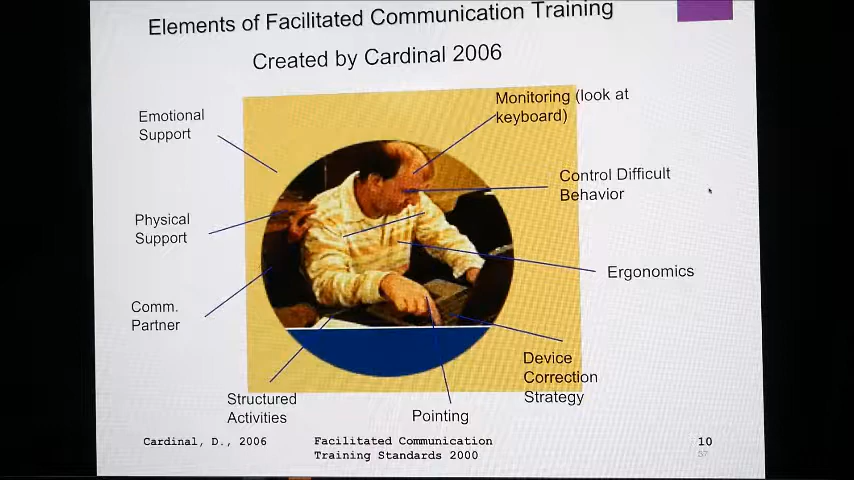 Elements of Facilitated Communication Training
Created by Cardinal 2006
Emotional
Support
Monitoring (look at
keyboard)
Control Difficult
Behavior
Physical
Support
Ergonomics
Comm.
Partner
Device
Correction
Strategy
Structured
Activities
Pointing
Cardinal, D., 2006
Facilitated Communication
Training Standards 2000
10
57